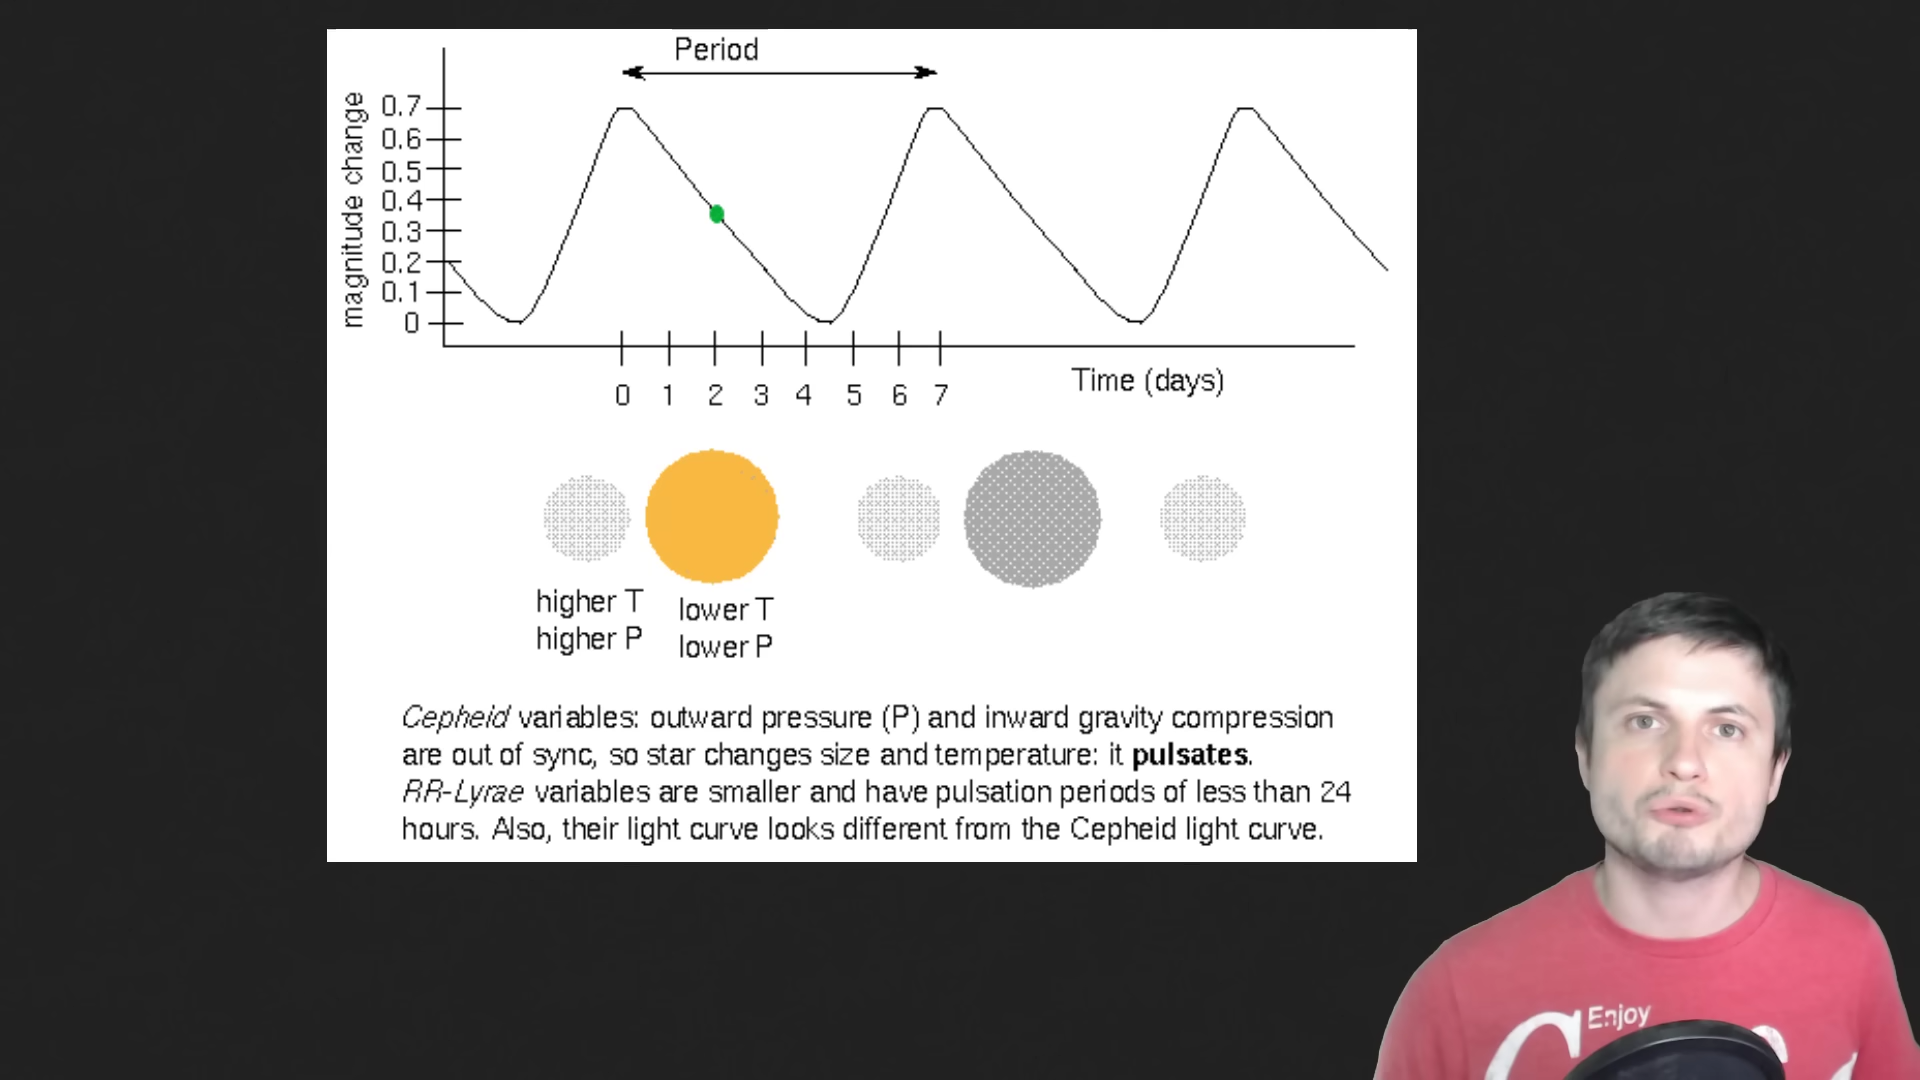 Period
magnitude change
0.7
0.6
0.5
0.4
0.3
0.2
0.1
0
0 1 2 3 4 5 6 7
Time (days)
higher T
higher P
lower T
lower P
Cepheid variables: outward pressure (P) and inward gravity compression
are out of sync, so star changes size and temperature: it pulsates.
RR-Lyrae variables are smaller and have pulsation periods of less than 24
hours. Also, their light curve looks different from the Cepheid light curve.
Enjoy